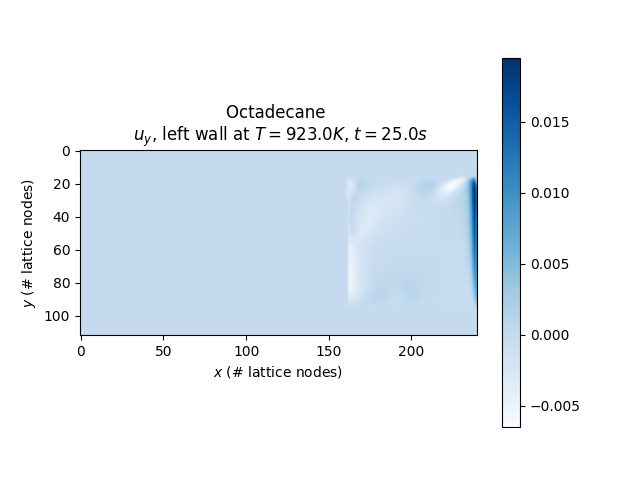 Octadecane
u_y, left wall at T = 923.0K, t = 25.0s
0
20
40
60
80
100
y (# lattice nodes)
0 50 100 150 200
x (# lattice nodes)
0.015
0.010
0.005
0.000
−0.005